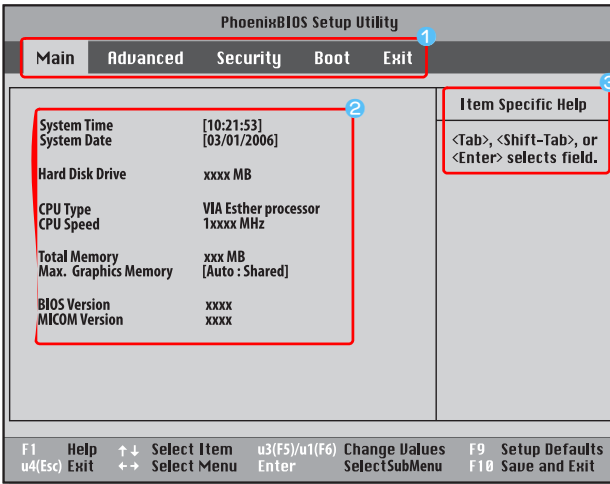 PhoenixBIOS Setup Utility
1
Main Advanced Security Boot Exit
2
System Time [10:21:53]
System Date [03/01/2006]
Hard Disk Drive xxxx MB
CPU Type VIA Esther processor
CPU Speed 1xxxx MHz
Total Memory xxx MB
Max. Graphics Memory [Auto : Shared]
BIOS Version xxxx
MICOM Version xxxx
3
Item Specific Help
<Tab>, <Shift-Tab>, or
<Enter> selects field.
F1 Help ↑↓ Select Item u3(F5)/u1(F6) Change Values F9 Setup Defaults
u4(Esc) Exit ←→ Select Menu Enter SelectSubMenu F10 Save and Exit